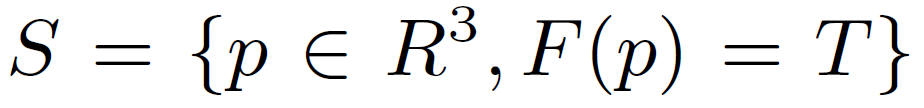 S = {p ∈ R³, F(p) = T}